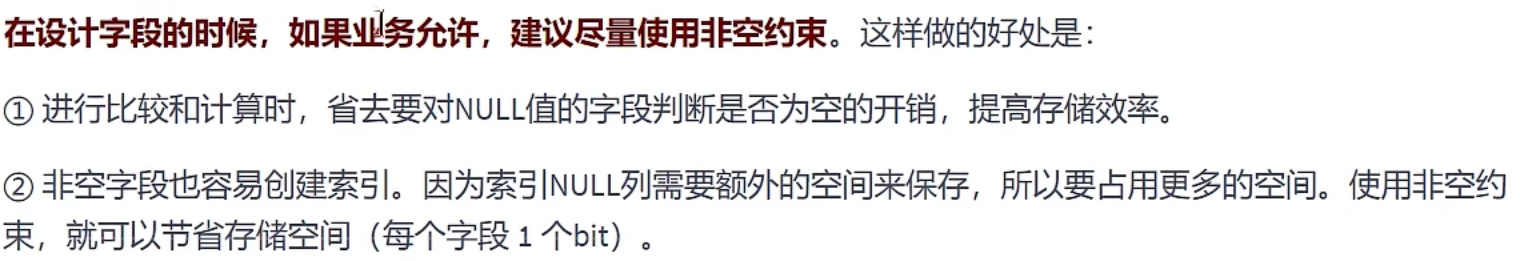 在设计字段的时候，如果业务允许，建议尽量使用非空约束。这样做的好处是：
① 进行比较和计算时，省去要对NULL值的字段判断是否为空的开销，提高存储效率。
② 非空字段也容易创建索引。因为索引NULL列需要额外的空间来保存，所以要占用更多的空间。使用非空约
束，就可以节省存储空间（每个字段 1 个bit）。